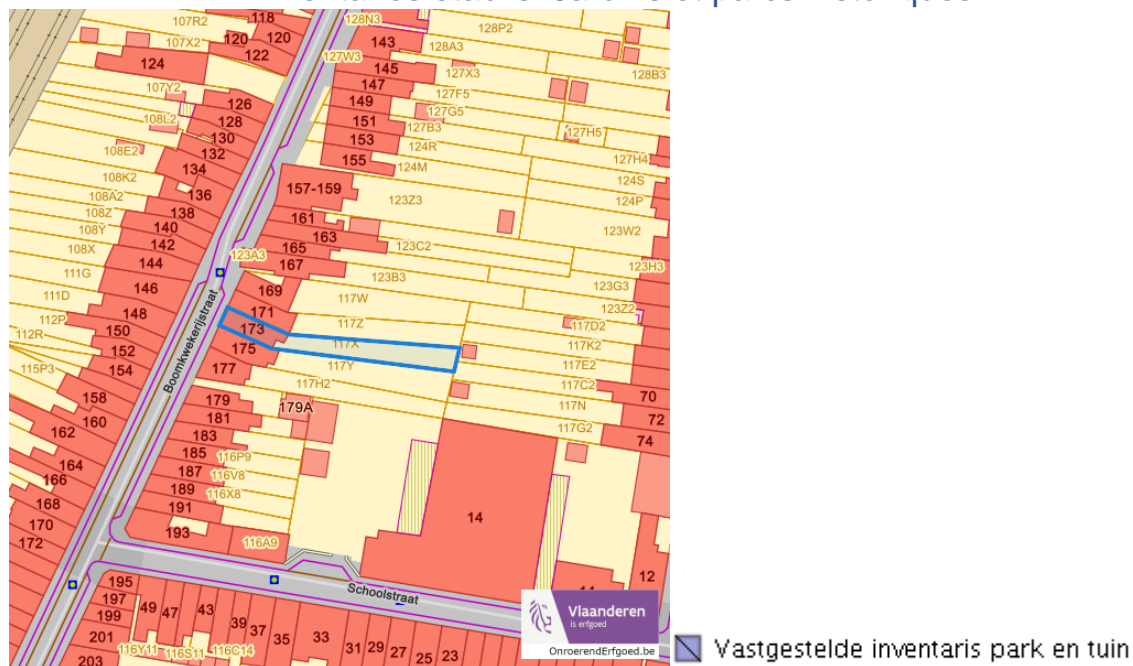 118
128N3
128P2
107R2
120
120
107X2
143
128A3
122
127W3
124
145
127X3
128B3
107Y2
147
127F5
126
149
127G5
108L2
128
151
127B3
127H5
130
153
124R
108E2
132
155
124M
127H4
134
108K2
157-159
124S
136
108A2
123Z3
124P
108Z
138
161
108Y
140
163
123W2
142
165
123C2
108X
123A3
144
167
123H3
111G
123B3
146
169
123G3
111D
117W
148
171
123Z2
112P
173
117Z
117D2
150
112R
175
117X
117K2
152
117Y
117E2
154
177
115P3
117H2
117C2
Boomkwekerijstraat
158
179
179A
117N
70
160
181
72
162
183
117G2
74
185
116P9
164
187
116V8
166
189
116X8
168
191
14
170
193
172
116A9
12
195
Schoolstraat
197
49
47
43
199
39
37
35
33
201
31
29
27
25
23
203
116Y11
116S11
116C14
Vlaanderen
is erfgoed
OnroerendErfgoed.be
Vastgestelde inventaris park en tuin